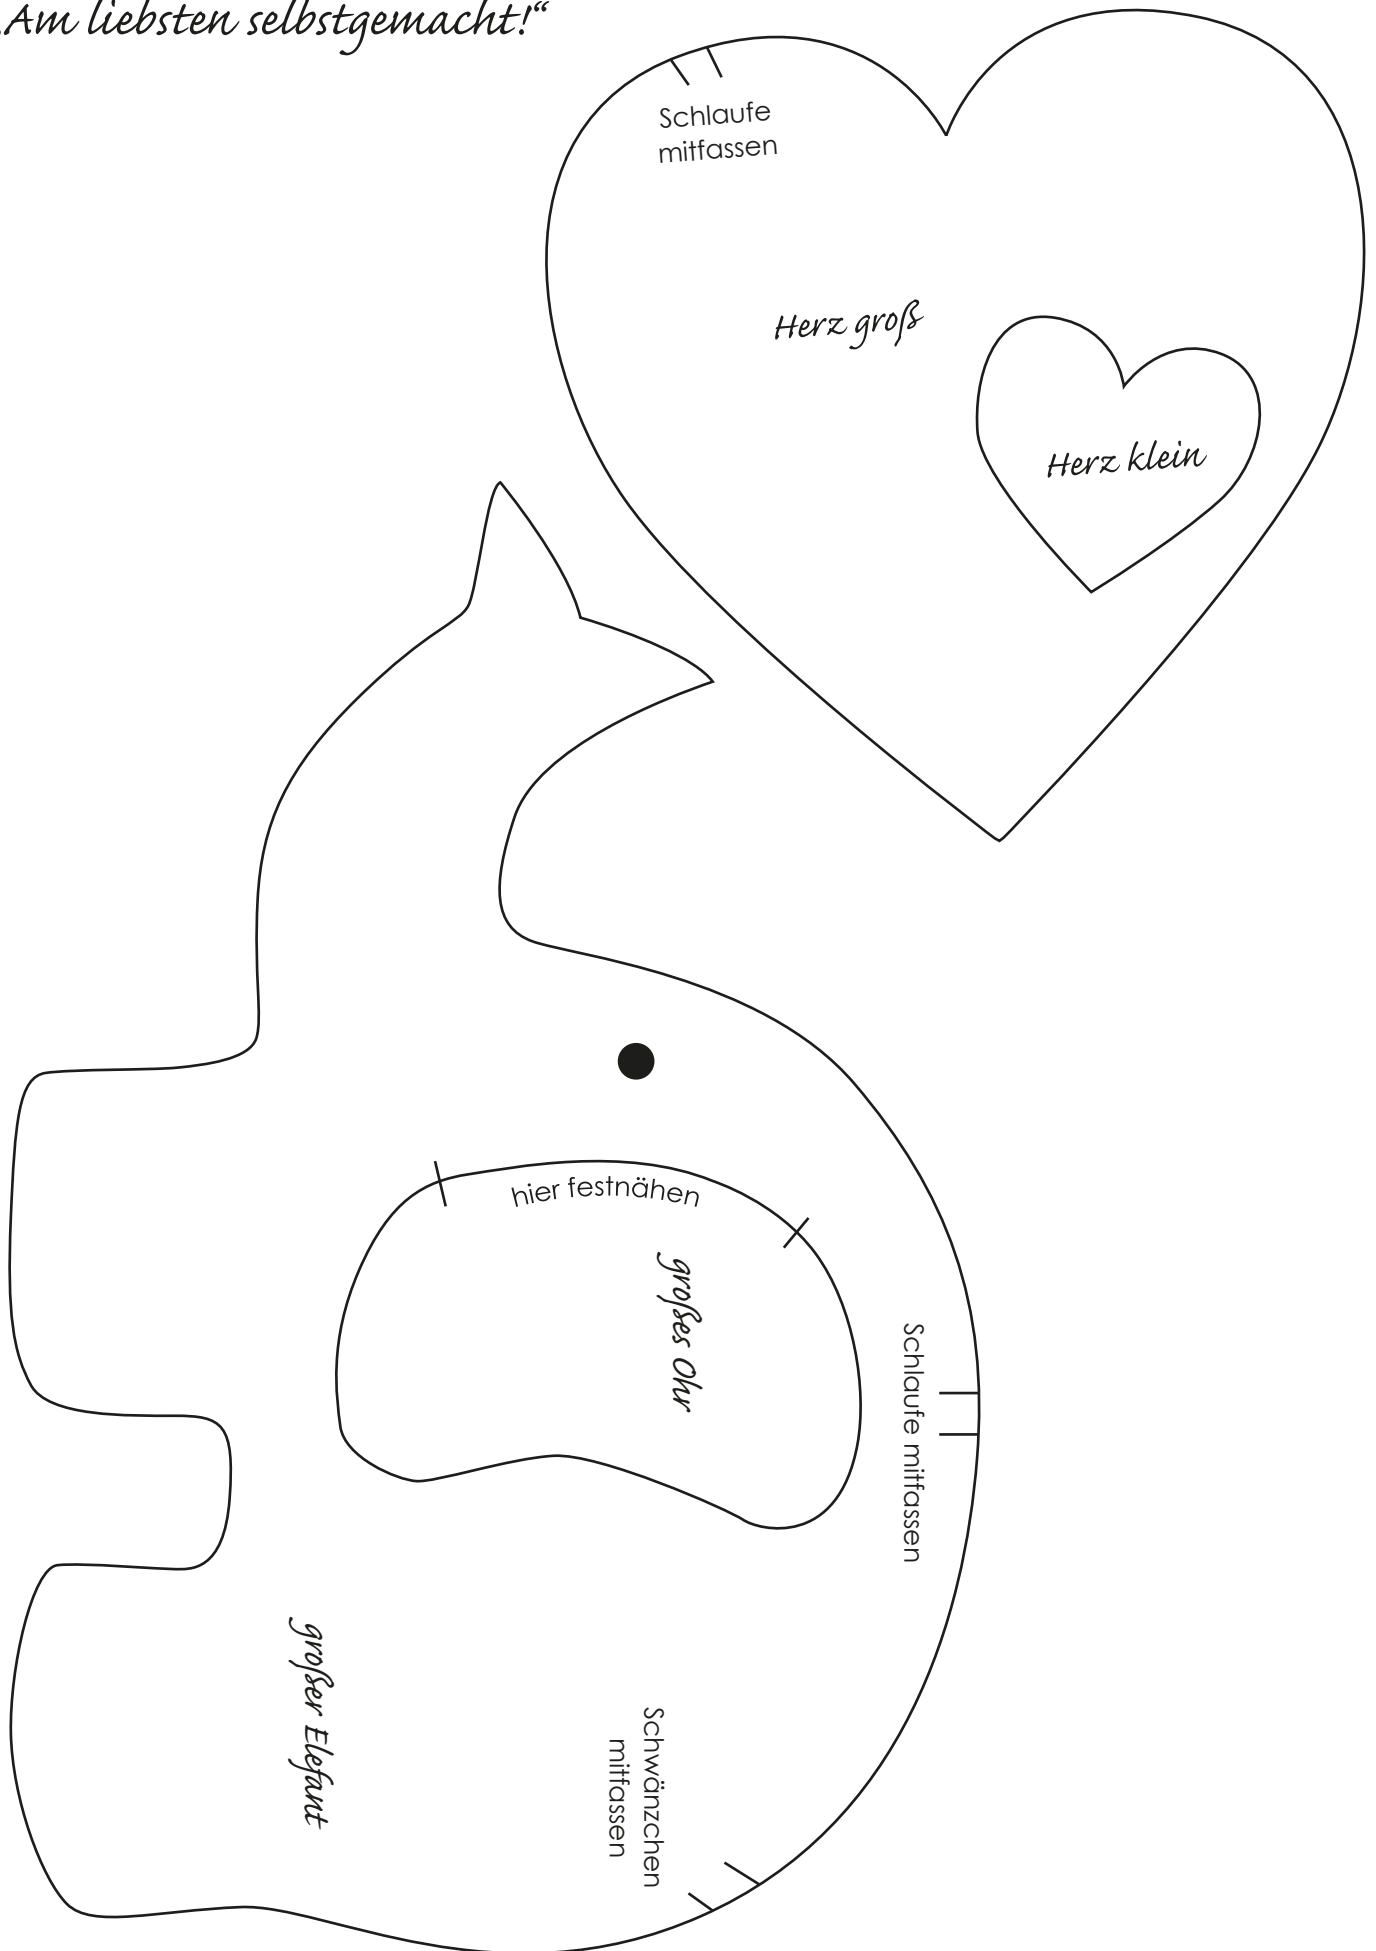 „Am liebsten selbstgemacht!“
Schlaufe
mitfassen
Herz groß
Herz klein
hier festnähen
großes Ohr
Schlaufe mitfassen
großer Elefant
Schwänzchen
mitfassen